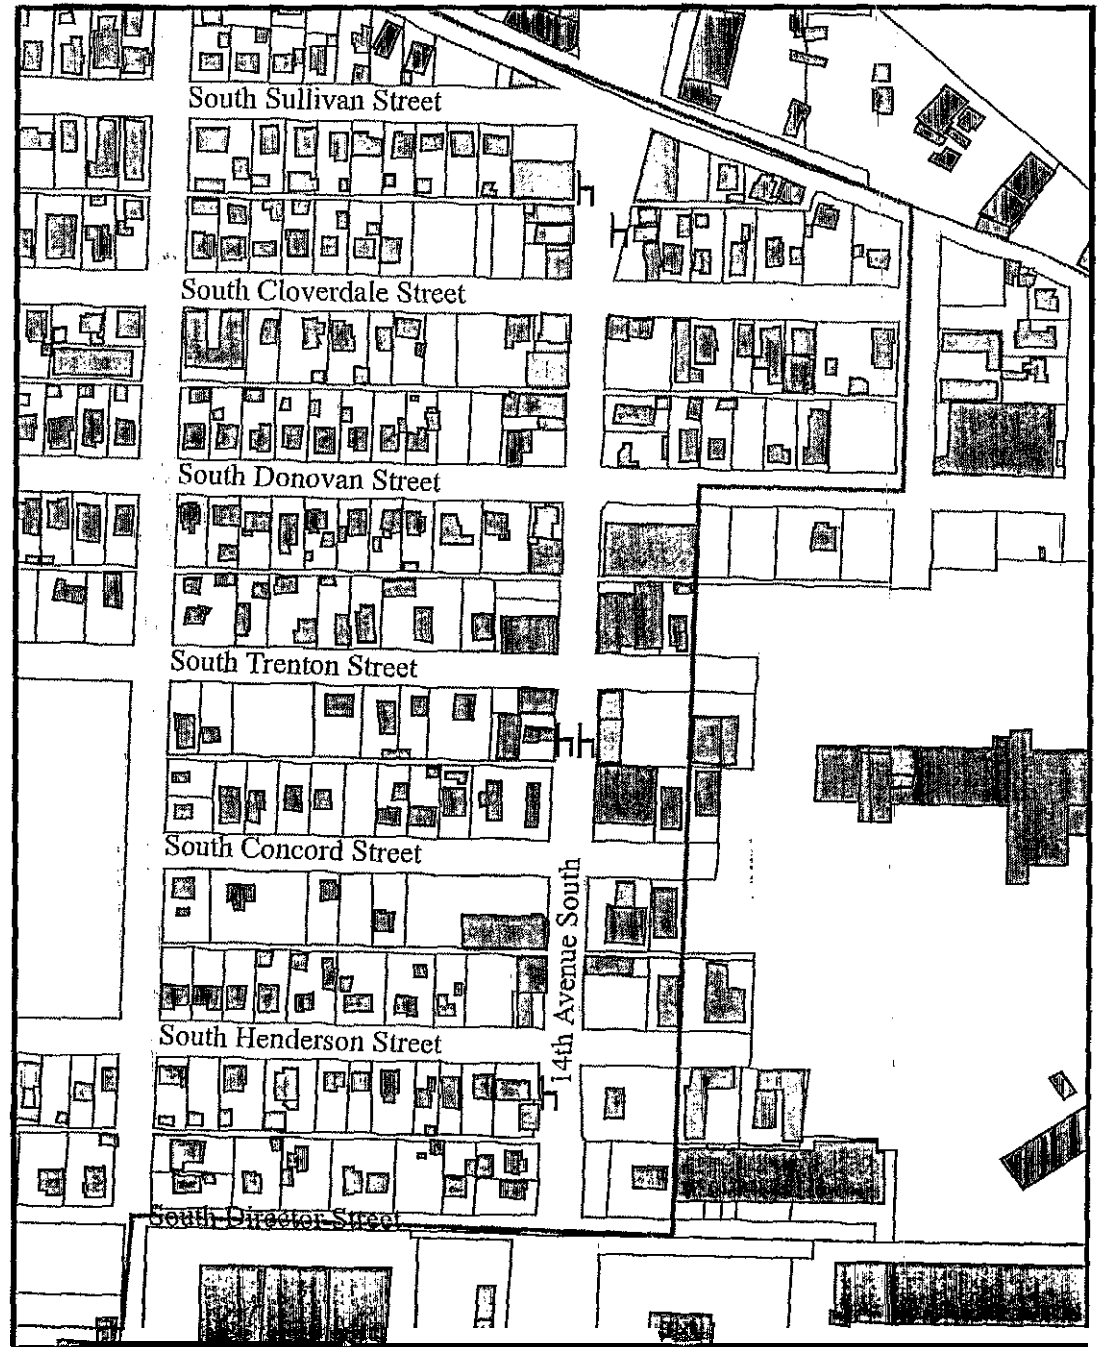 South Sullivan Street
South Cloverdale Street
South Donovan Street
South Trenton Street
South Concord Street
14th Avenue South
South Henderson Street
South Director Street